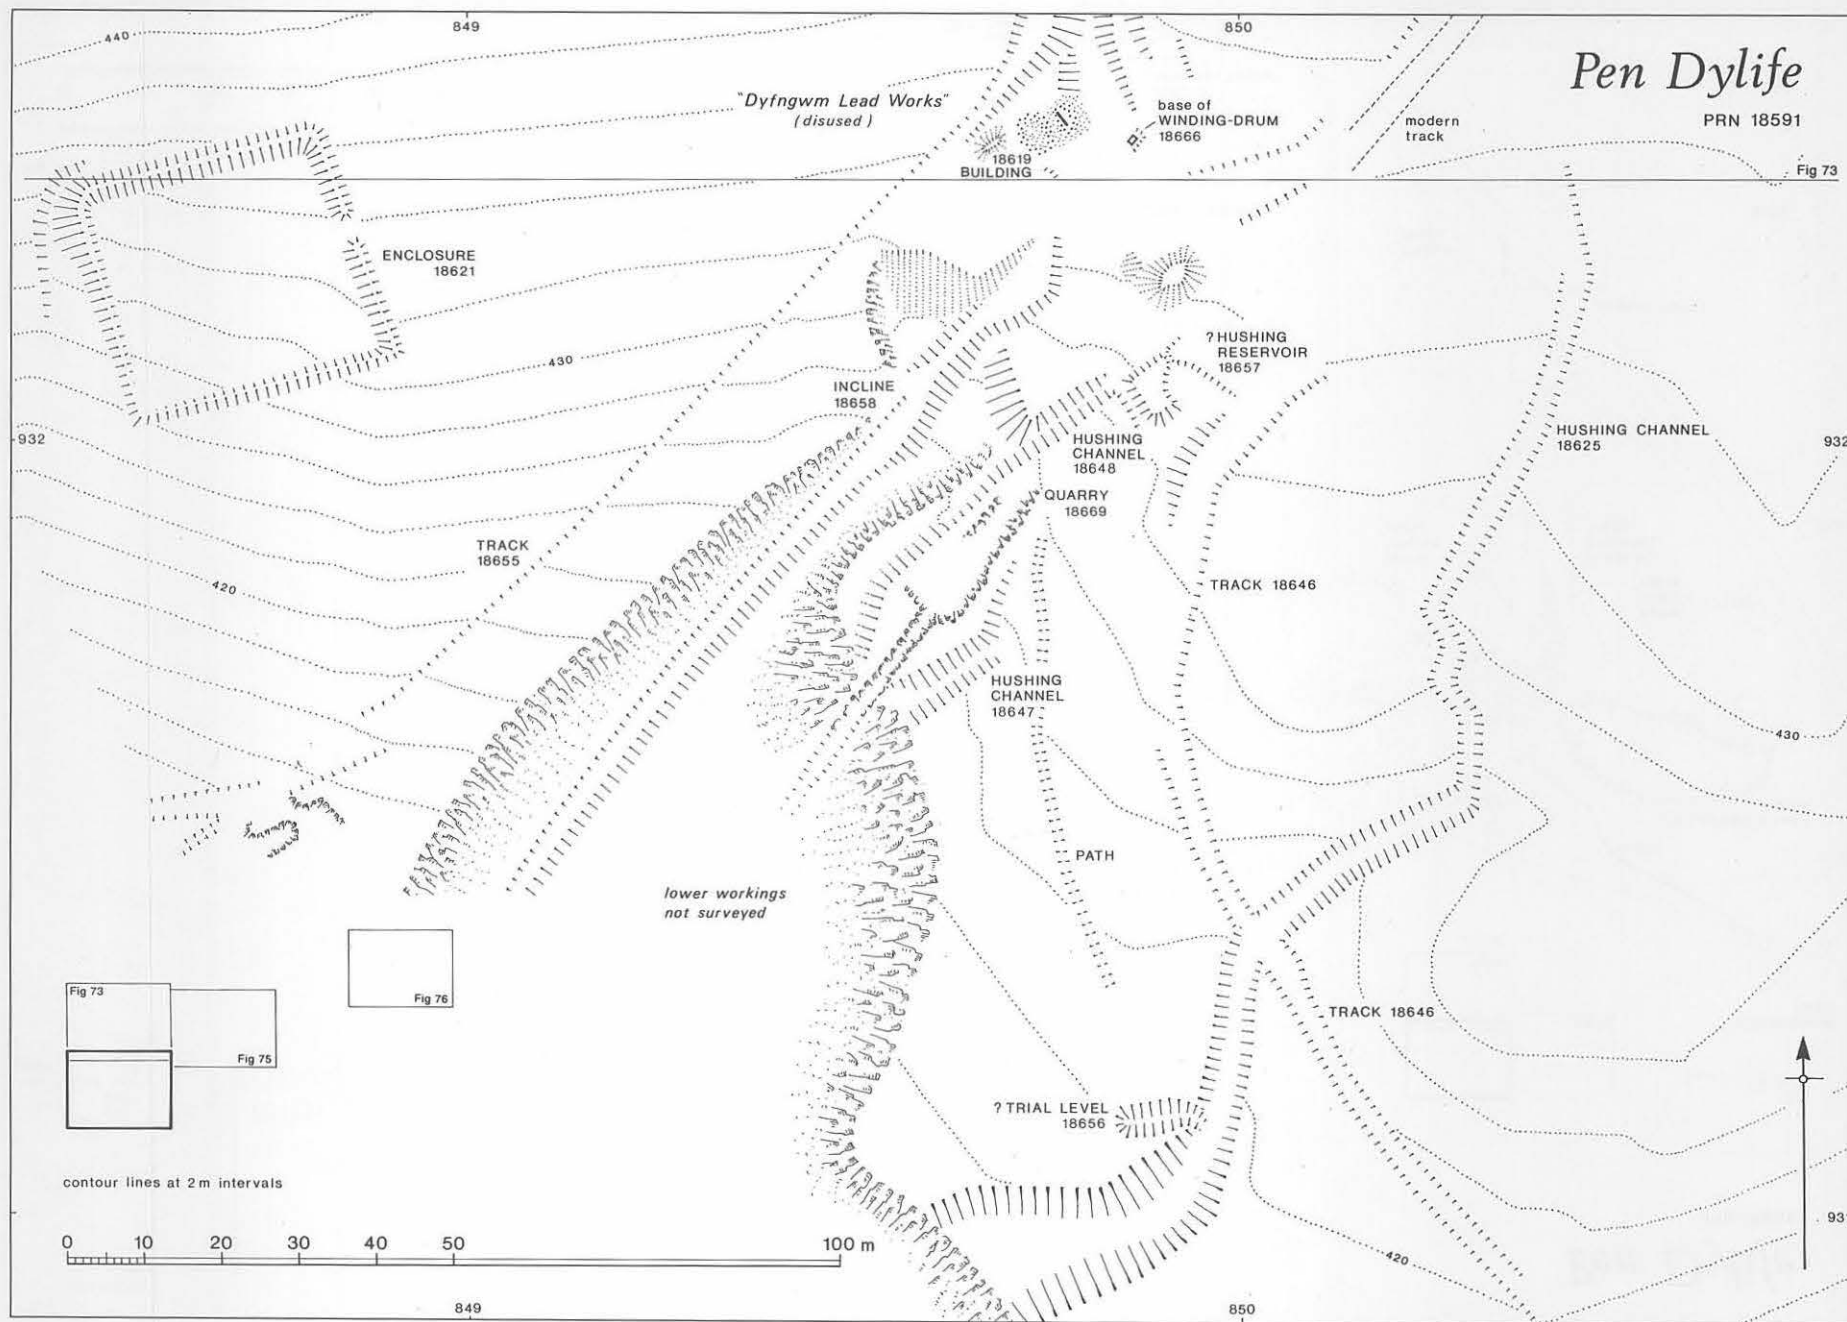 849
850
440
Pen Dylife
PRN 18591
"Dyfngwm Lead Works"
(disused)
base of
WINDING-DRUM
18666
modern
track
18619
BUILDING
Fig 73
ENCLOSURE
18621
? HUSHING
RESERVOIR
18657
430
INCLINE
18658
932
HUSHING
CHANNEL
18648
HUSHING CHANNEL
18625
932
QUARRY
18669
TRACK
18655
420
TRACK 18646
HUSHING
CHANNEL
18647
430
PATH
lower workings
not surveyed
Fig 73
Fig 76
Fig 75
TRACK 18646
? TRIAL LEVEL
18656
contour lines at 2 m intervals
931
0 10 20 30 40 50 100 m
420
849
850